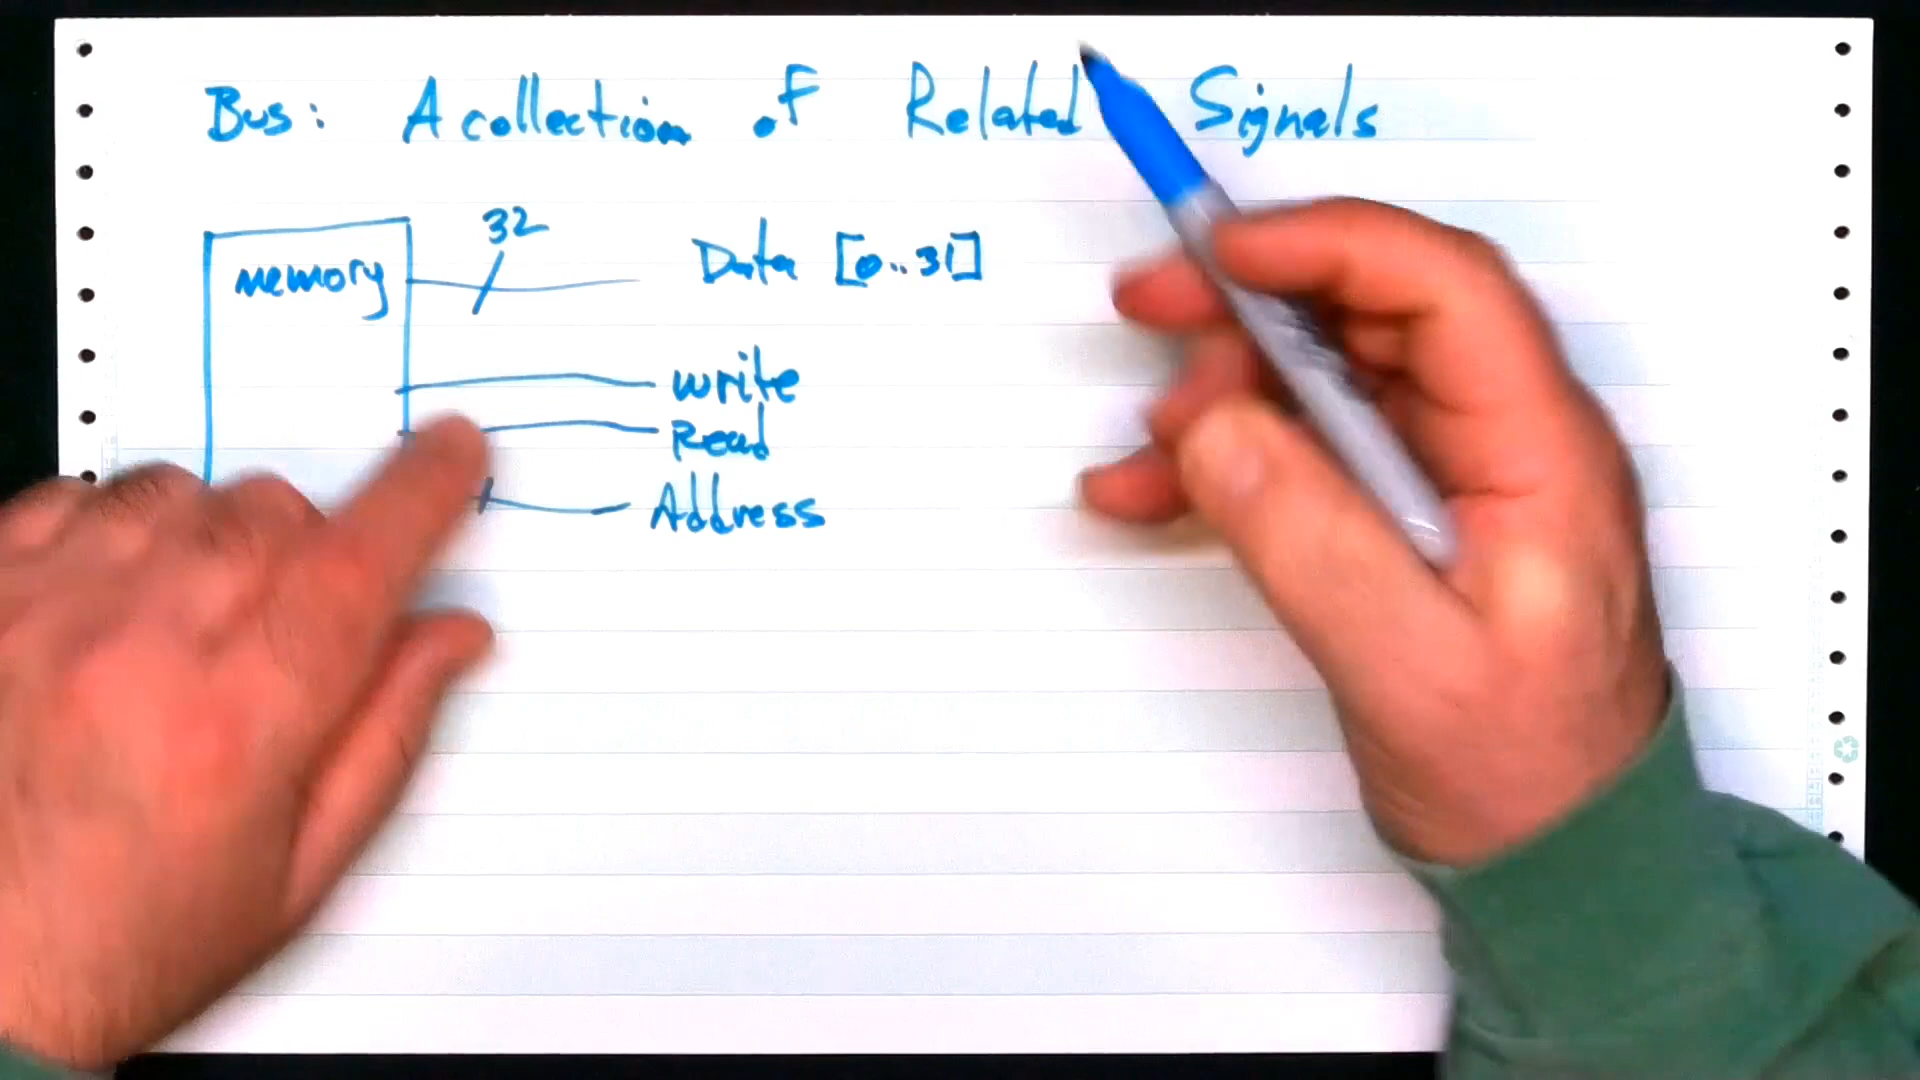 Bus: A collection of Related Signals
32
memory
Data [0..31]
write
Read
Address